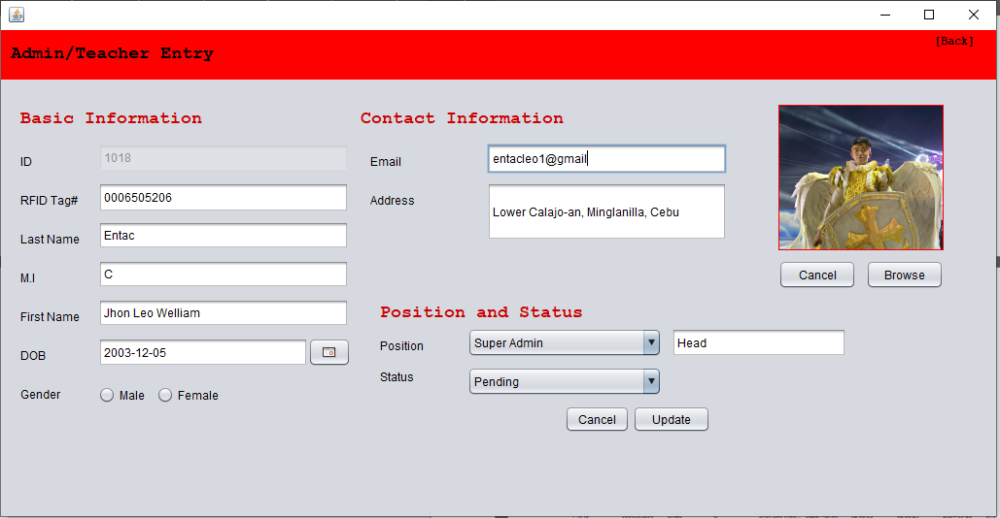 [Back]
Admin/Teacher Entry
Basic Information
ID 1018
RFID Tag# 0006505206
Last Name Entac
M.I C
First Name Jhon Leo Welliam
DOB 2003-12-05
Gender Male Female
Contact Information
Email entacleo1@gmail
Address Lower Calajo-an, Minglanilla, Cebu
Cancel Browse
Position and Status
Position Super Admin Head
Status Pending
Cancel Update